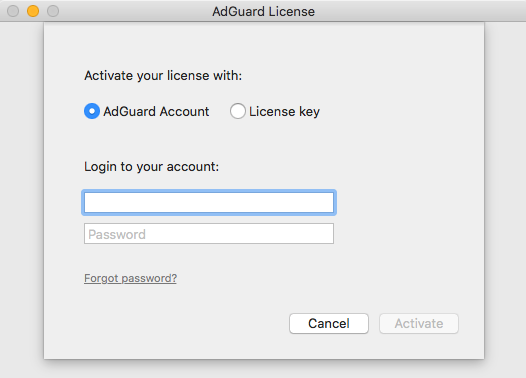 AdGuard License
Activate your license with:
AdGuard Account License key
Login to your account:
Password
Forgot password?
Cancel Activate